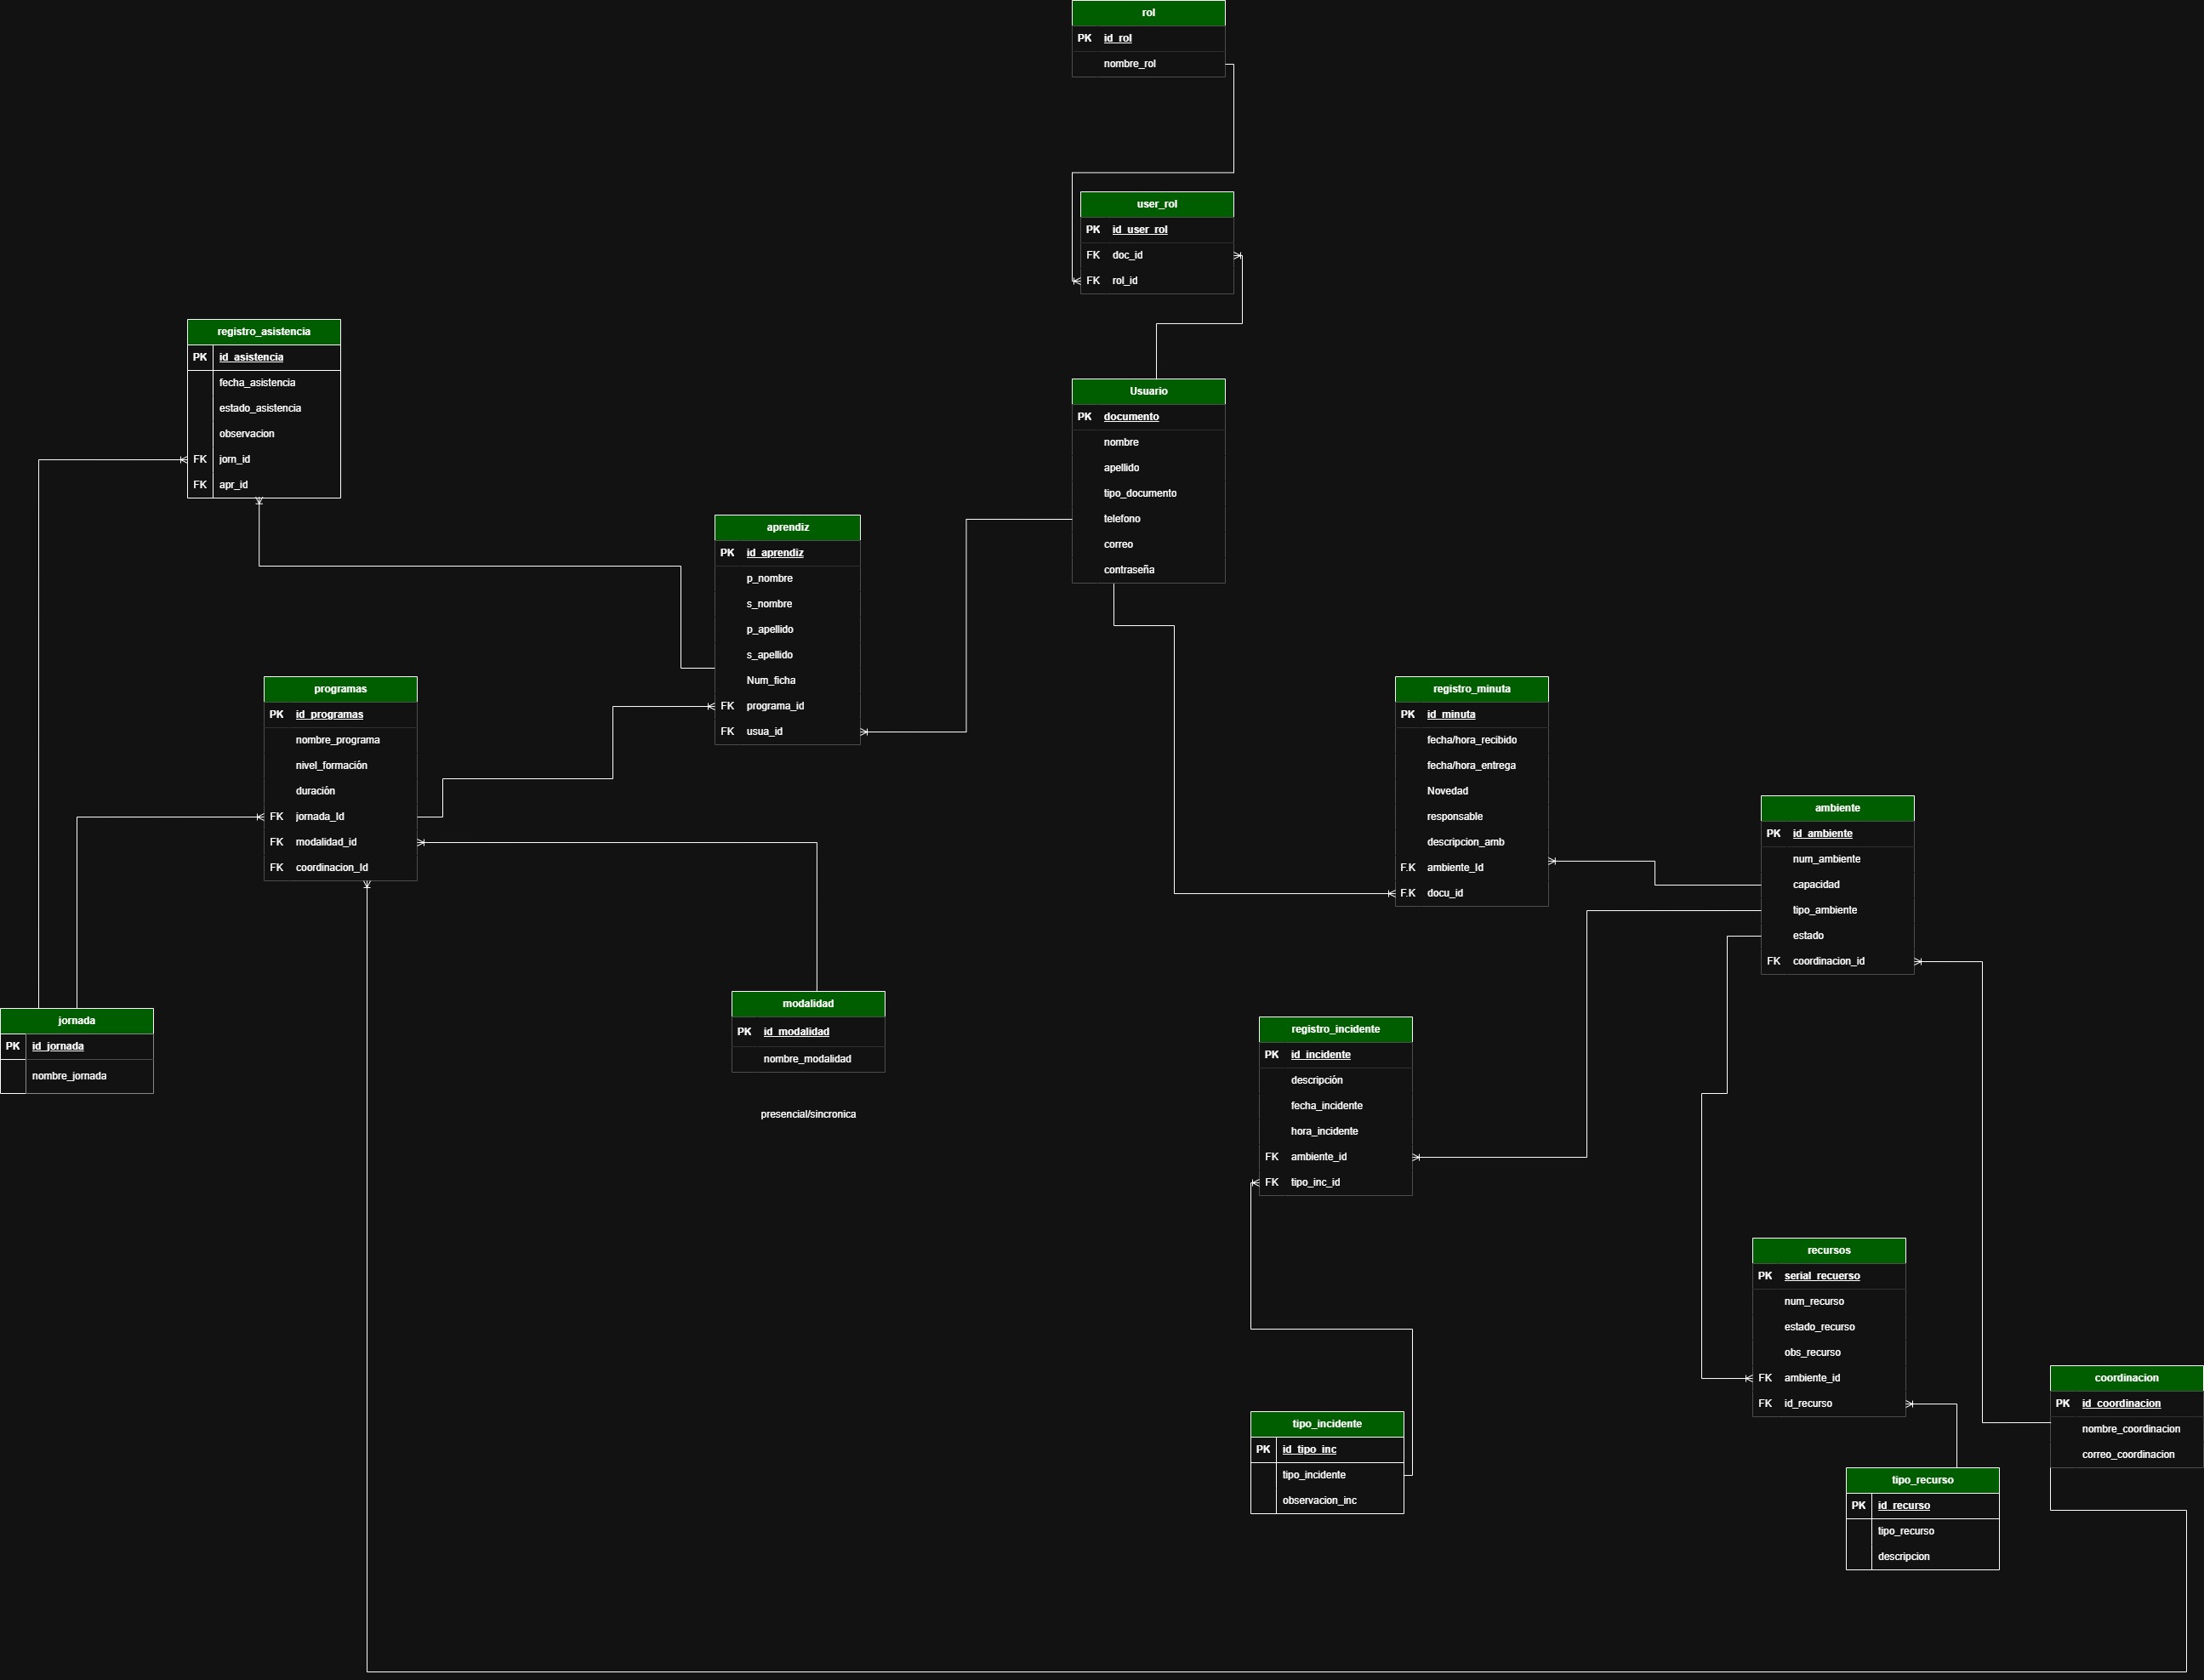 rol
PK id_rol
nombre_rol
user_rol
PK id_user_rol
FK doc_id
FK rol_id
registro_asistencia
PK id_asistencia
fecha_asistencia
estado_asistencia
observacion
FK jorn_id
FK apr_id
Usuario
PK documento
nombre
apellido
tipo_documento
telefono
correo
contraseña
aprendiz
PK id_aprendiz
p_nombre
s_nombre
p_apellido
s_apellido
Num_ficha
FK programa_id
FK usua_id
programas
PK id_programas
nombre_programa
nivel_formación
duración
FK jornada_Id
FK modalidad_id
FK coordinacion_Id
registro_minuta
PK id_minuta
fecha/hora_recibido
fecha/hora_entrega
Novedad
responsable
descripcion_amb
F.K ambiente_Id
F.K docu_id
ambiente
PK id_ambiente
num_ambiente
capacidad
tipo_ambiente
estado
FK coordinacion_id
jornada
PK id_jornada
nombre_jornada
modalidad
PK id_modalidad
nombre_modalidad
presencial/sincronica
registro_incidente
PK id_incidente
descripción
fecha_incidente
hora_incidente
FK ambiente_id
FK tipo_inc_id
recursos
PK serial_recuerso
num_recurso
estado_recurso
obs_recurso
FK ambiente_id
FK id_recurso
coordinacion
PK id_coordinacion
nombre_coordinacion
correo_coordinacion
tipo_incidente
PK id_tipo_inc
tipo_incidente
observacion_inc
tipo_recurso
PK id_recurso
tipo_recurso
descripcion